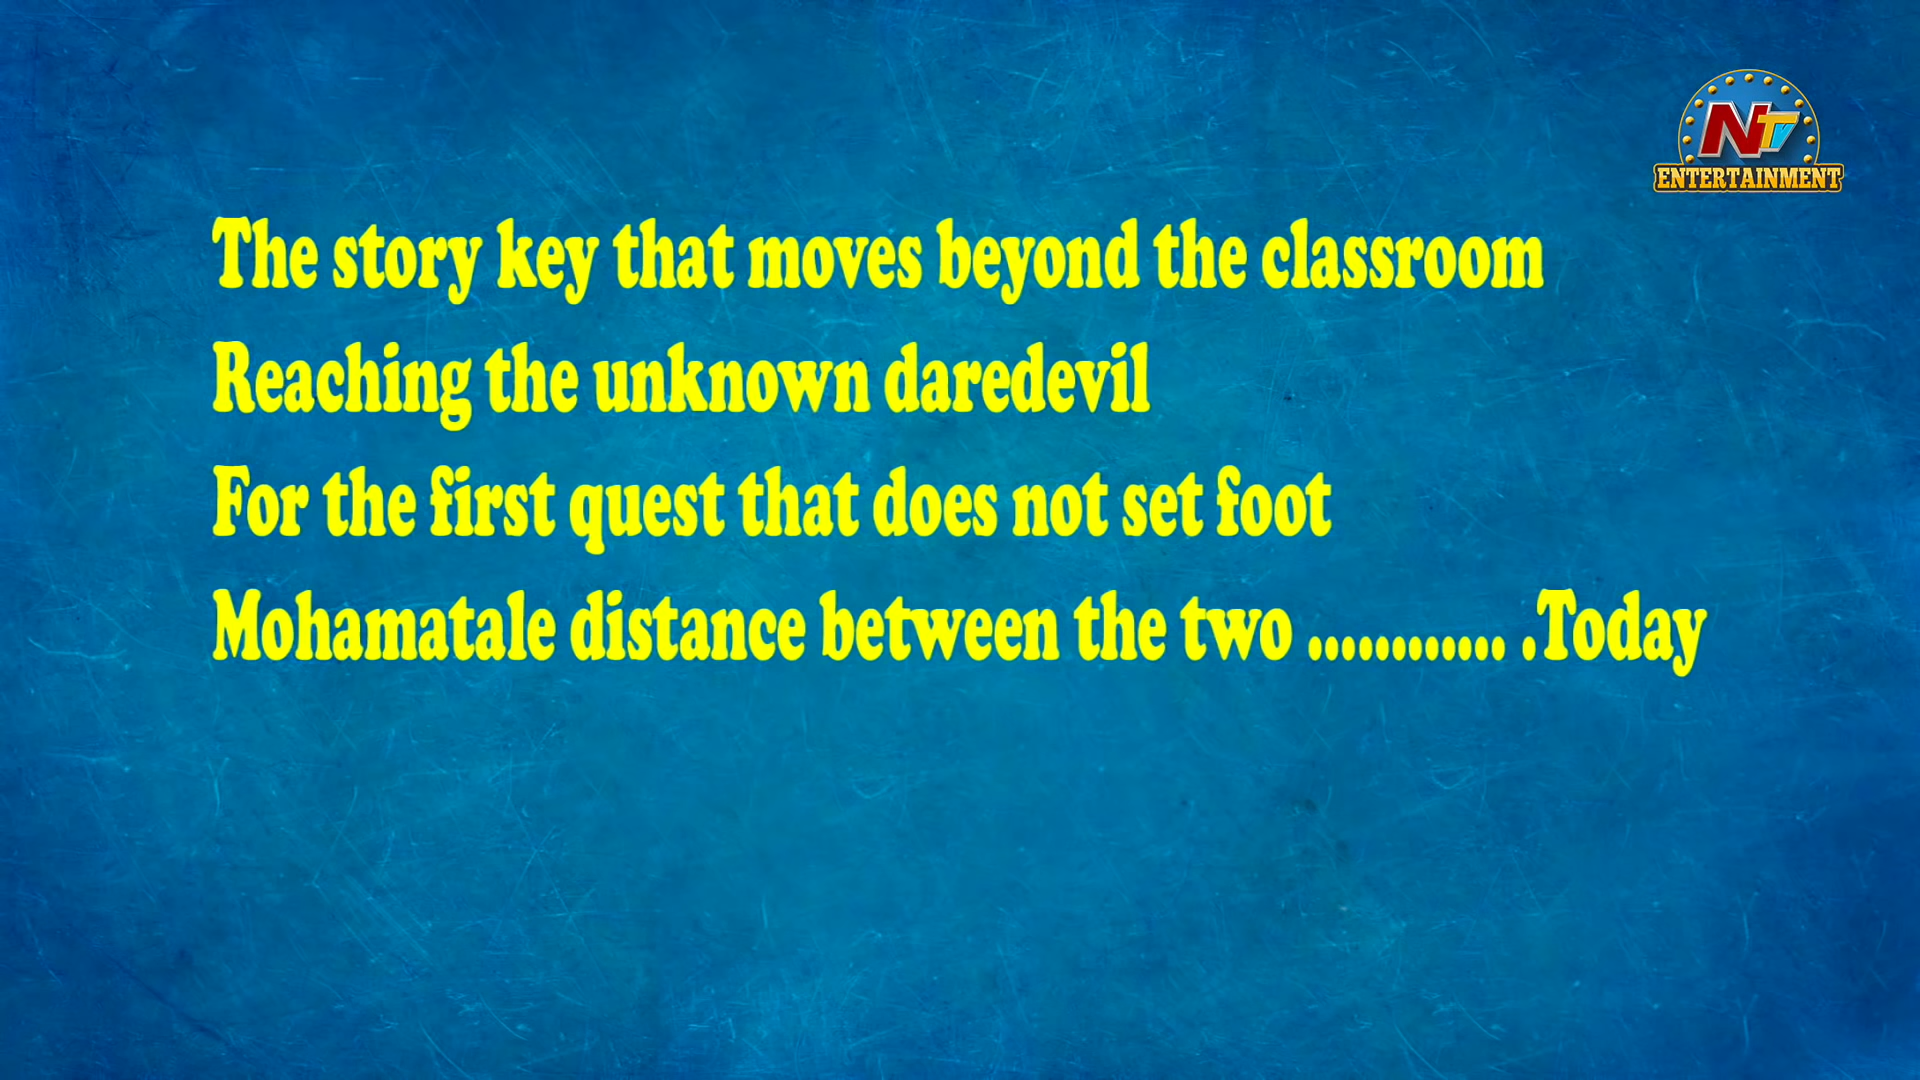 NTV
ENTERTAINMENT
The story key that moves beyond the classroom
Reaching the unknown daredevil
For the first quest that does not set foot
Mohamatale distance between the two ............ .Today